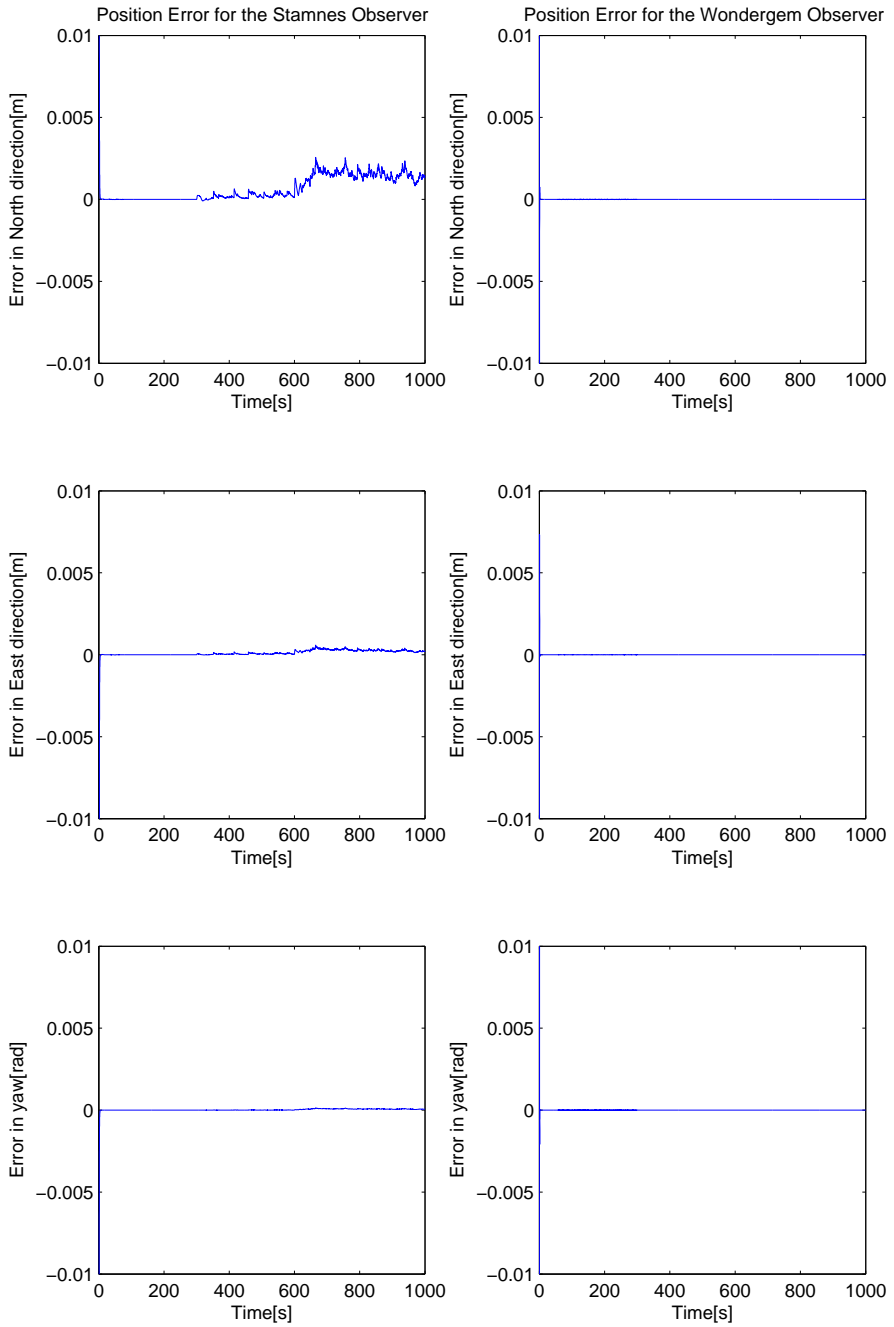 Position Error for the Stamnes Observer
0.01
0.005
0
−0.005
−0.01
Error in North direction[m]
0 200 400 600 800 1000
Time[s]
Position Error for the Wondergem Observer
0.01
0.005
0
−0.005
−0.01
Error in North direction[m]
0 200 400 600 800 1000
Time[s]
0.01
0.005
0
−0.005
−0.01
Error in East direction[m]
0 200 400 600 800 1000
Time[s]
0.01
0.005
0
−0.005
−0.01
Error in East direction[m]
0 200 400 600 800 1000
Time[s]
0.01
0.005
0
−0.005
−0.01
Error in yaw[rad]
0 200 400 600 800 1000
Time[s]
0.01
0.005
0
−0.005
−0.01
Error in yaw[rad]
0 200 400 600 800 1000
Time[s]